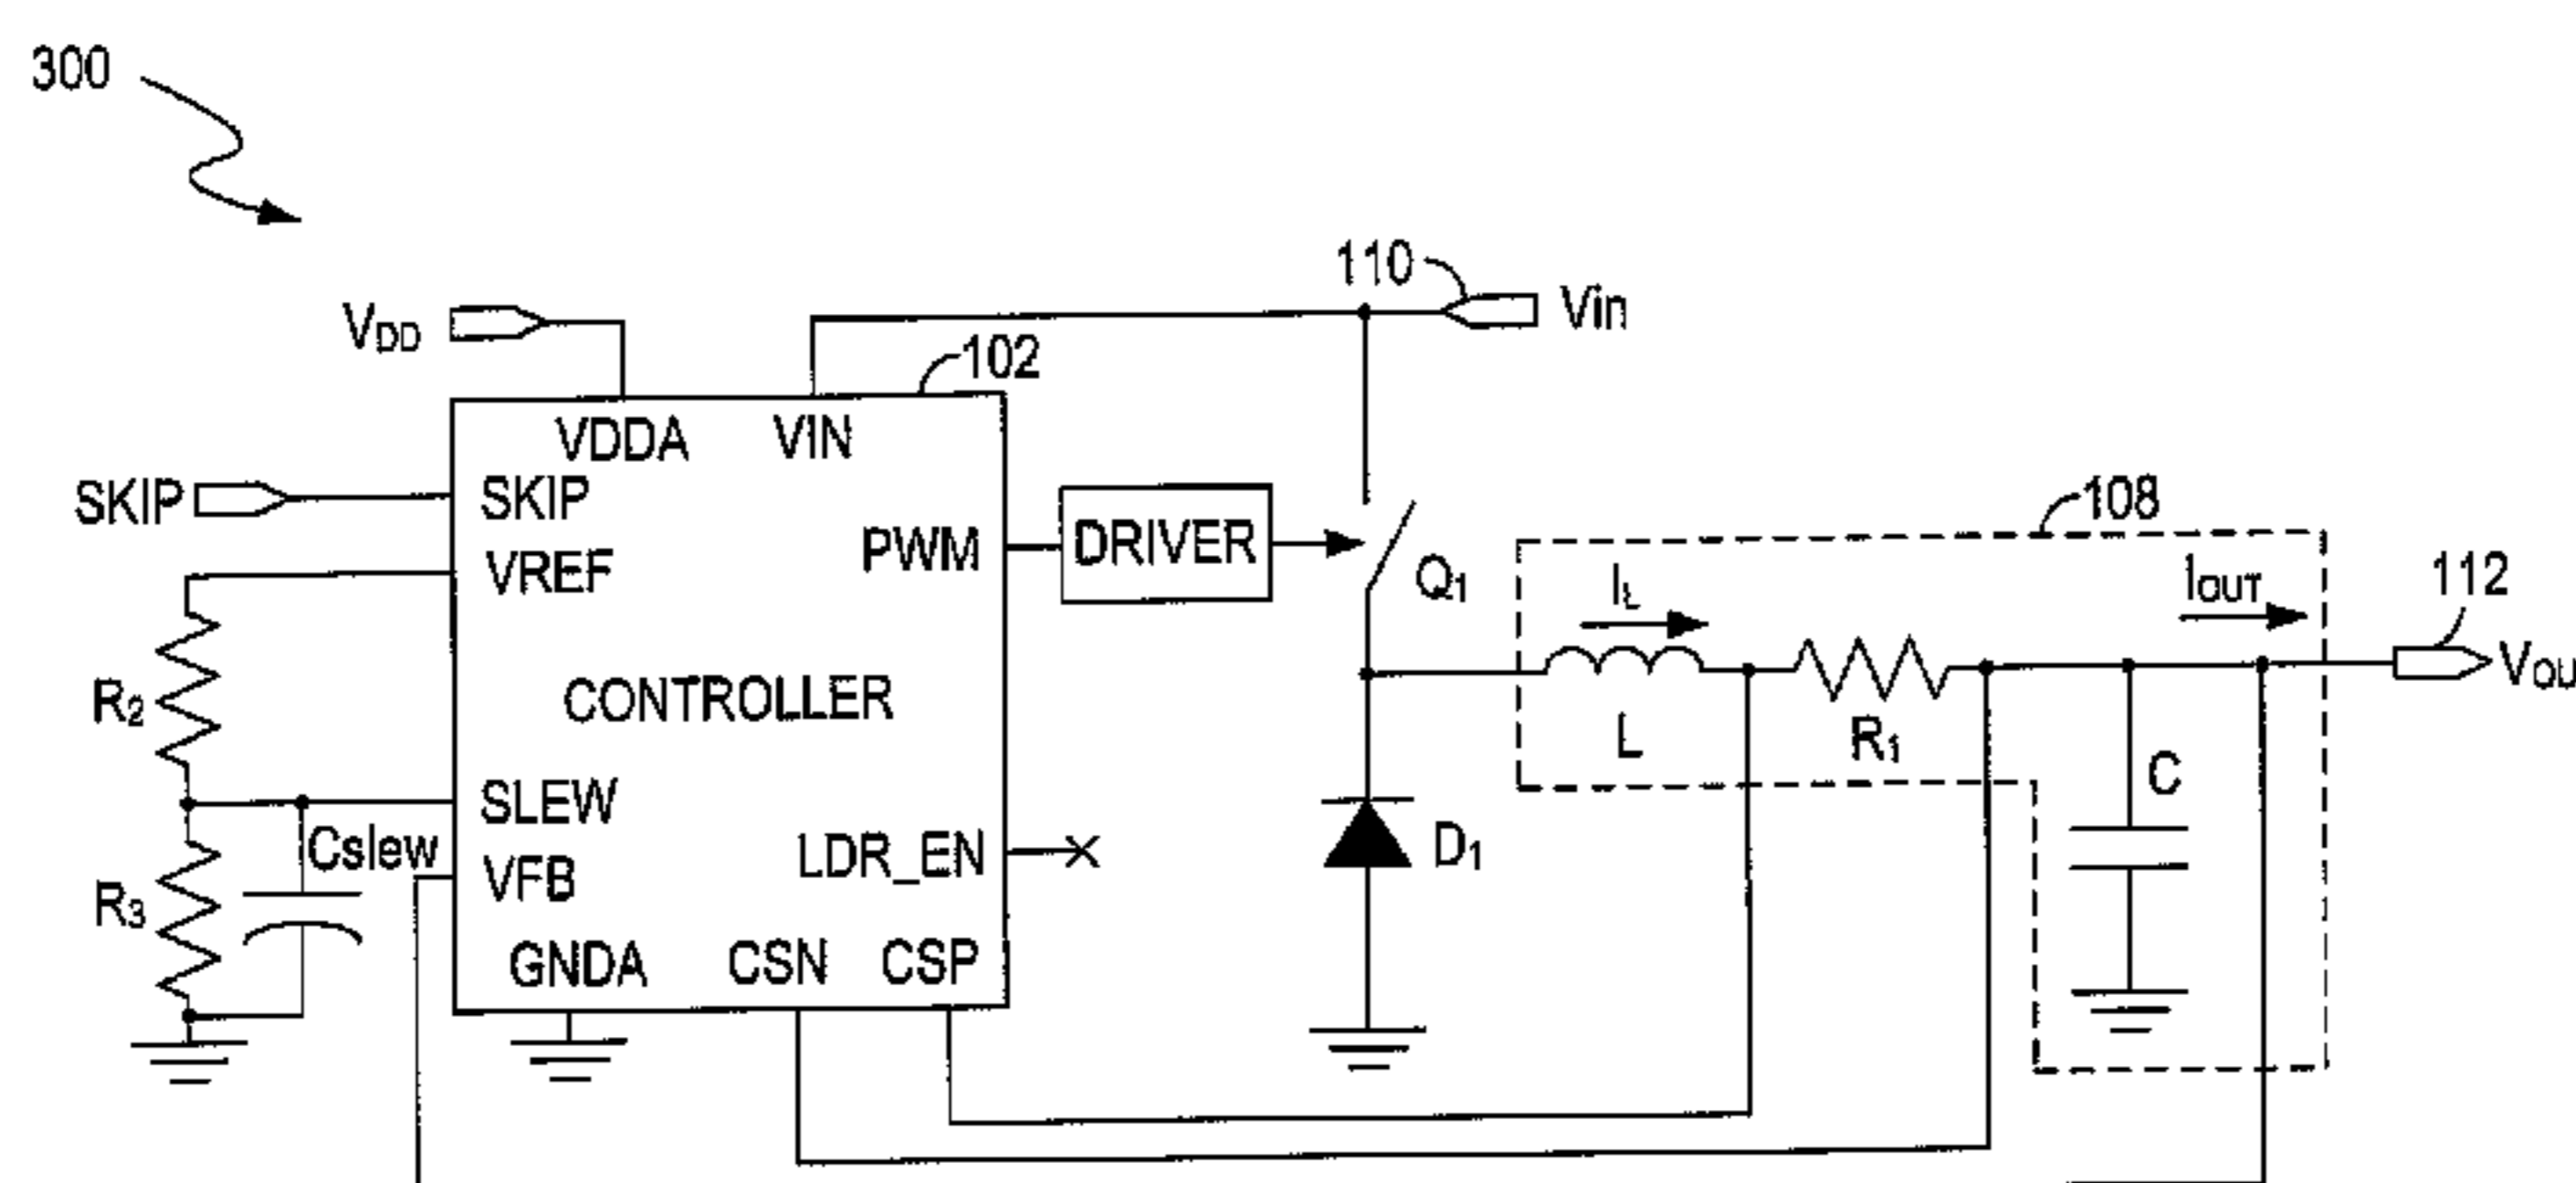 300
110
Vin
VDD
102
VDDA VIN
SKIP
SKIP
108
VREF
PWM
DRIVER
Q1
IL
IOUT
112
R2
CONTROLLER
VOU
L
R1
C
SLEW
Cslew
LDR_EN
D1
VFB
R3
GNDA CSN CSP